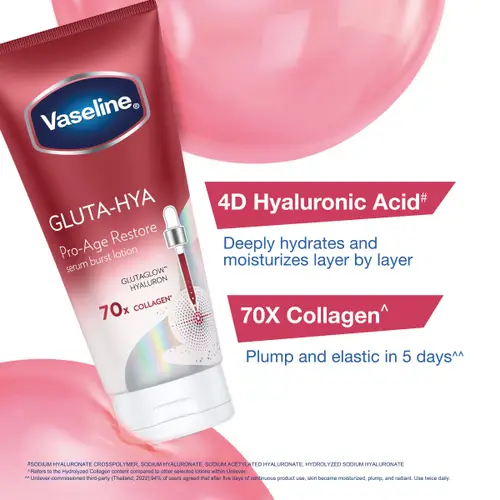 Vaseline®
GLUTA-HYA
Pro-Age Restore
serum burst lotion
GLUTAGLOW™
HYALURON
70x COLLAGEN^
4D Hyaluronic Acid#
Deeply hydrates and
moisturizes layer by layer
70X Collagen^
Plump and elastic in 5 days^^
#SODIUM HYALURONATE CROSSPOLYMER, SODIUM HYALURONATE, SODIUM ACETYLATED HYALURONATE, HYDROLYZED SODIUM HYALURONATE
^Refers to the Hydrolyzed Collagen content compared to other selected lotions within Unilever.
^^ Unilever-commissioned third-party (Thailand, 2022):94% of users agreed that after five days of continuous product use, skin became moisturized, plump, and radiant. Use twice daily.